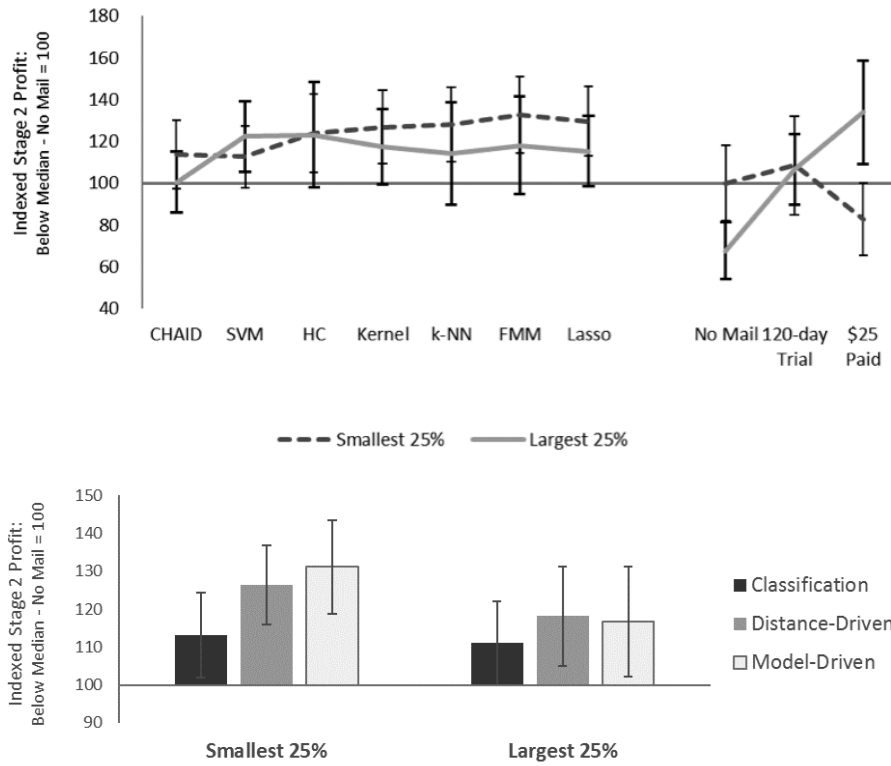 Indexed Stage 2 Profit:
Below Median - No Mail = 100
180
160
140
120
100
80
60
40
CHAID SVM HC Kernel k-NN FMM Lasso No Mail 120-day Trial $25 Paid
Smallest 25% Largest 25%
Indexed Stage 2 Profit:
Below Median - No Mail = 100
150
140
130
120
110
100
90
Smallest 25% Largest 25%
Classification
Distance-Driven
Model-Driven